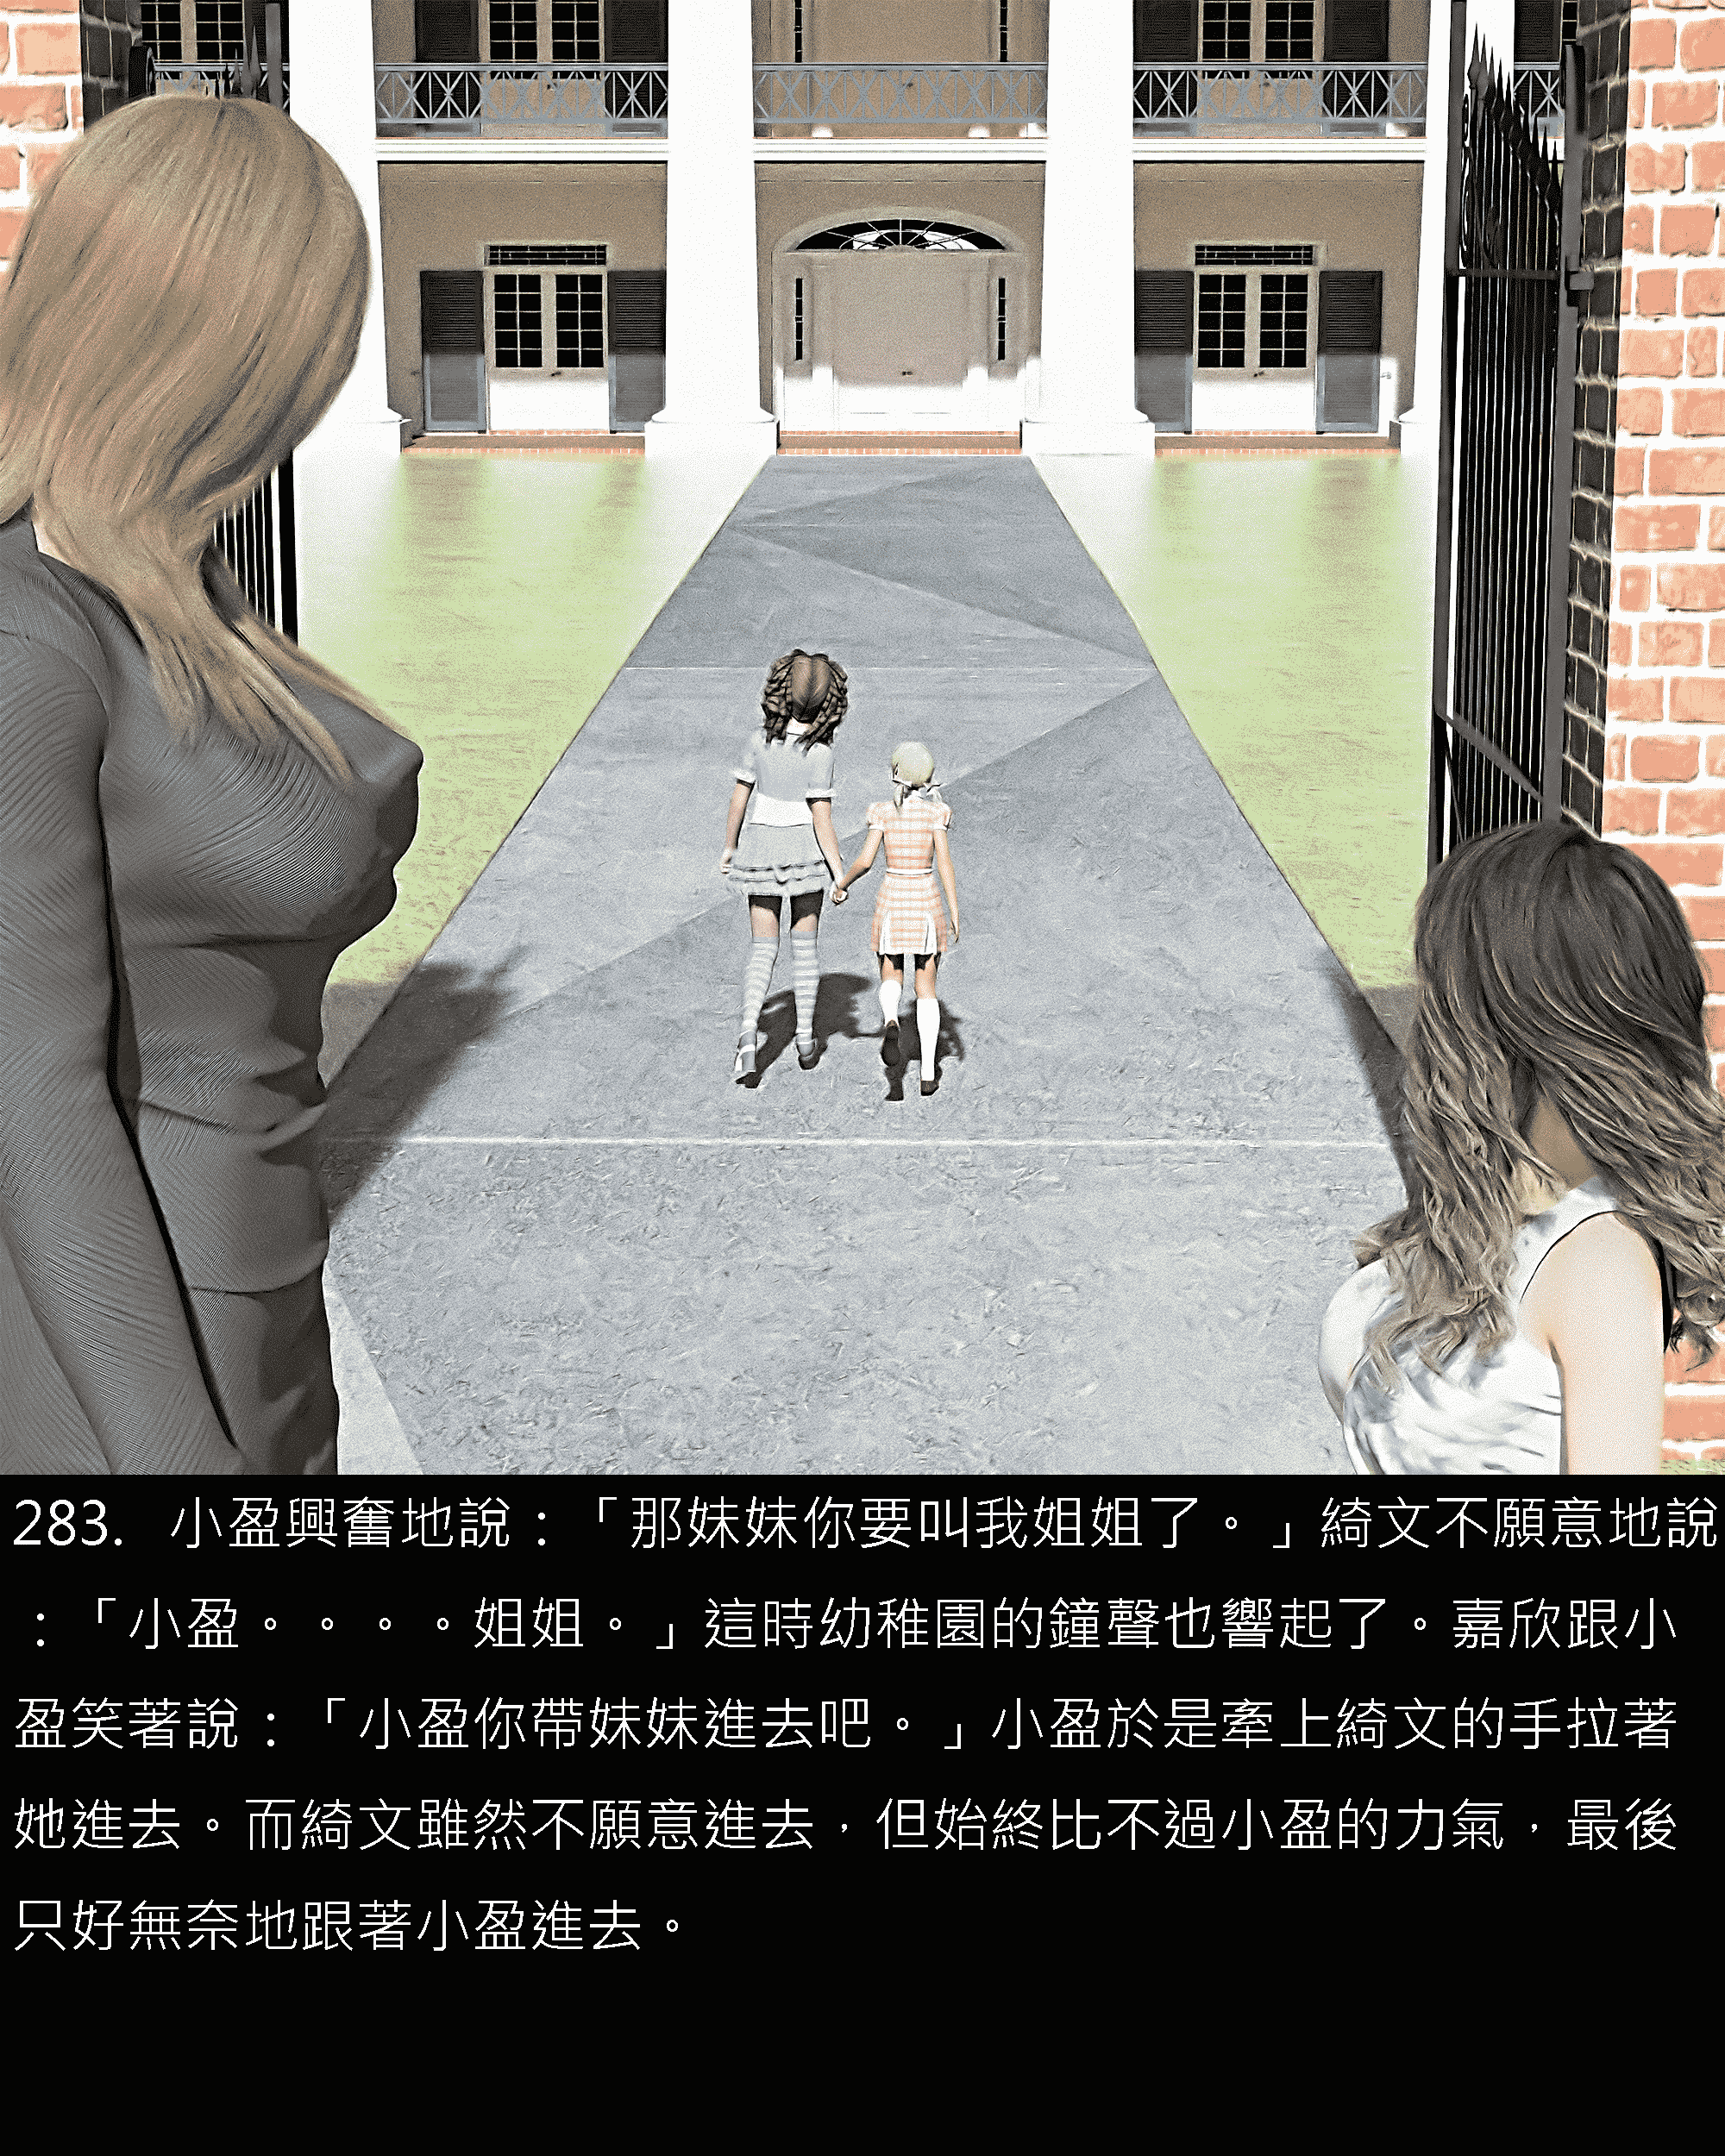 283. 小盈興奮地說：「那妹妹你要叫我姐姐了。」綺文不願意地說
：「小盈。。。。姐姐。」這時幼稚園的鐘聲也響起了。嘉欣跟小
盈笑著說：「小盈你帶妹妹進去吧。」小盈於是牽上綺文的手拉著
她進去。而綺文雖然不願意進去，但始終比不過小盈的力氣，最後
只好無奈地跟著小盈進去。